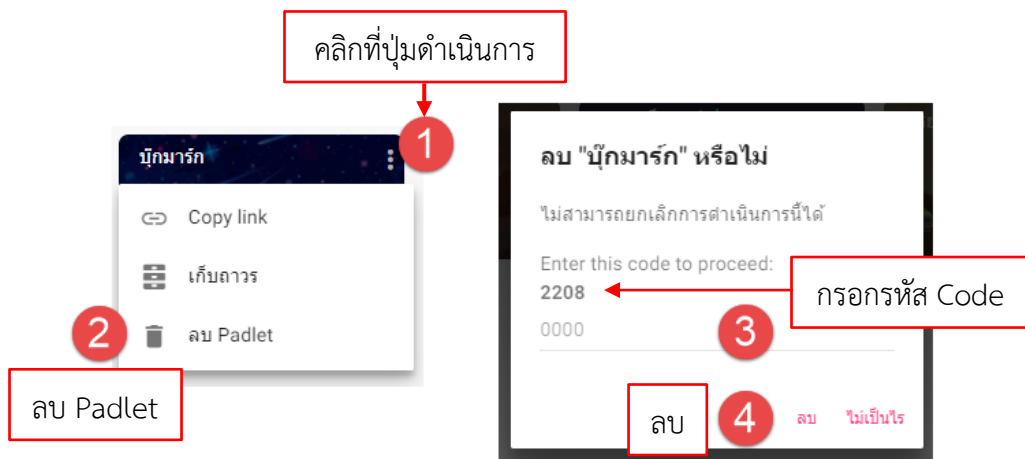 คลิกที่ปุ่มดำเนินการ
1
บุ๊กมาร์ก
Copy link
เก็บถาวร
2
ลบ Padlet
ลบ Padlet
ลบ "บุ๊กมาร์ก" หรือไม่
ไม่สามารถยกเลิกการดำเนินการนี้ได้
Enter this code to proceed:
2208
กรอกรหัส Code
0000
3
ลบ
4
ลบ ไม่เป็นไร